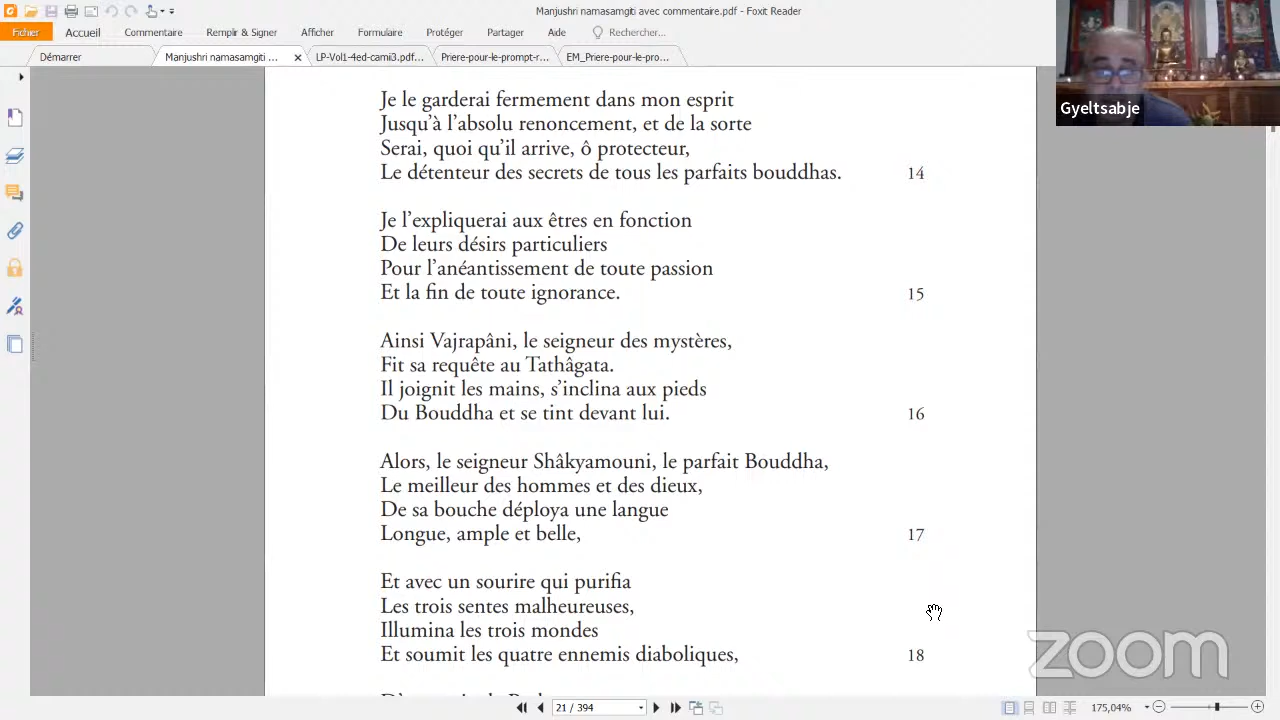 Manjushri namasamgiti avec commentaire.pdf - Foxit Reader
Fichier Accueil Commentaire Remplir & Signer Afficher Formulaire Protéger Partager Aide Rechercher...
Démarrer Manjushri namasamgiti ... LP-Vol1-4ed-cami3.pdf... Priere-pour-le-prompt-r... EM_Priere-pour-le-pro...
Gyeltsabje
Je le garderai fermement dans mon esprit
Jusqu'à l'absolu renoncement, et de la sorte
Serai, quoi qu'il arrive, ô protecteur,
Le détenteur des secrets de tous les parfaits bouddhas. 14
Je l'expliquerai aux êtres en fonction
De leurs désirs particuliers
Pour l'anéantissement de toute passion
Et la fin de toute ignorance. 15
Ainsi Vajrapâni, le seigneur des mystères,
Fit sa requête au Tathâgata.
Il joignit les mains, s'inclina aux pieds
Du Bouddha et se tint devant lui. 16
Alors, le seigneur Shâkyamouni, le parfait Bouddha,
Le meilleur des hommes et des dieux,
De sa bouche déploya une langue
Longue, ample et belle, 17
Et avec un sourire qui purifia
Les trois sentes malheureuses,
Illumina les trois mondes
Et soumit les quatre ennemis diaboliques, 18
zoom
21 / 394 175,04%